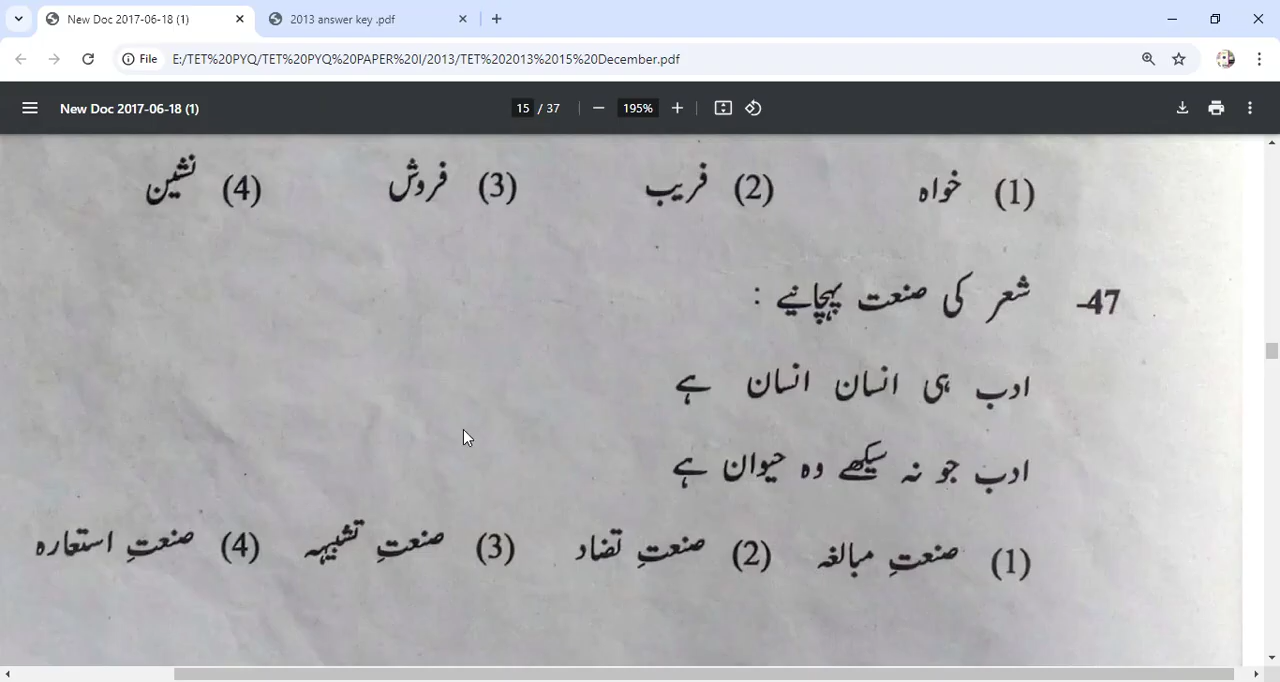 New Doc 2017-06-18 (1)
2013 answer key .pdf
File
E:/TET%20PYQ/TET%20PYQ%20PAPER%20I/2013/TET%202013%2015%20December.pdf
New Doc 2017-06-18 (1)
15 / 37
195%
(1) خواہ (2) فریب (3) فروش (4) نشین
47- شعر کی صنعت پہچانیے :
ادب ہی انسان انسان ہے
ادب جو نہ سیکھے وہ حیوان ہے
(1) صنعتِ مبالغہ (2) صنعتِ تضاد (3) صنعتِ تشبیہہ (4) صنعتِ استعارہ